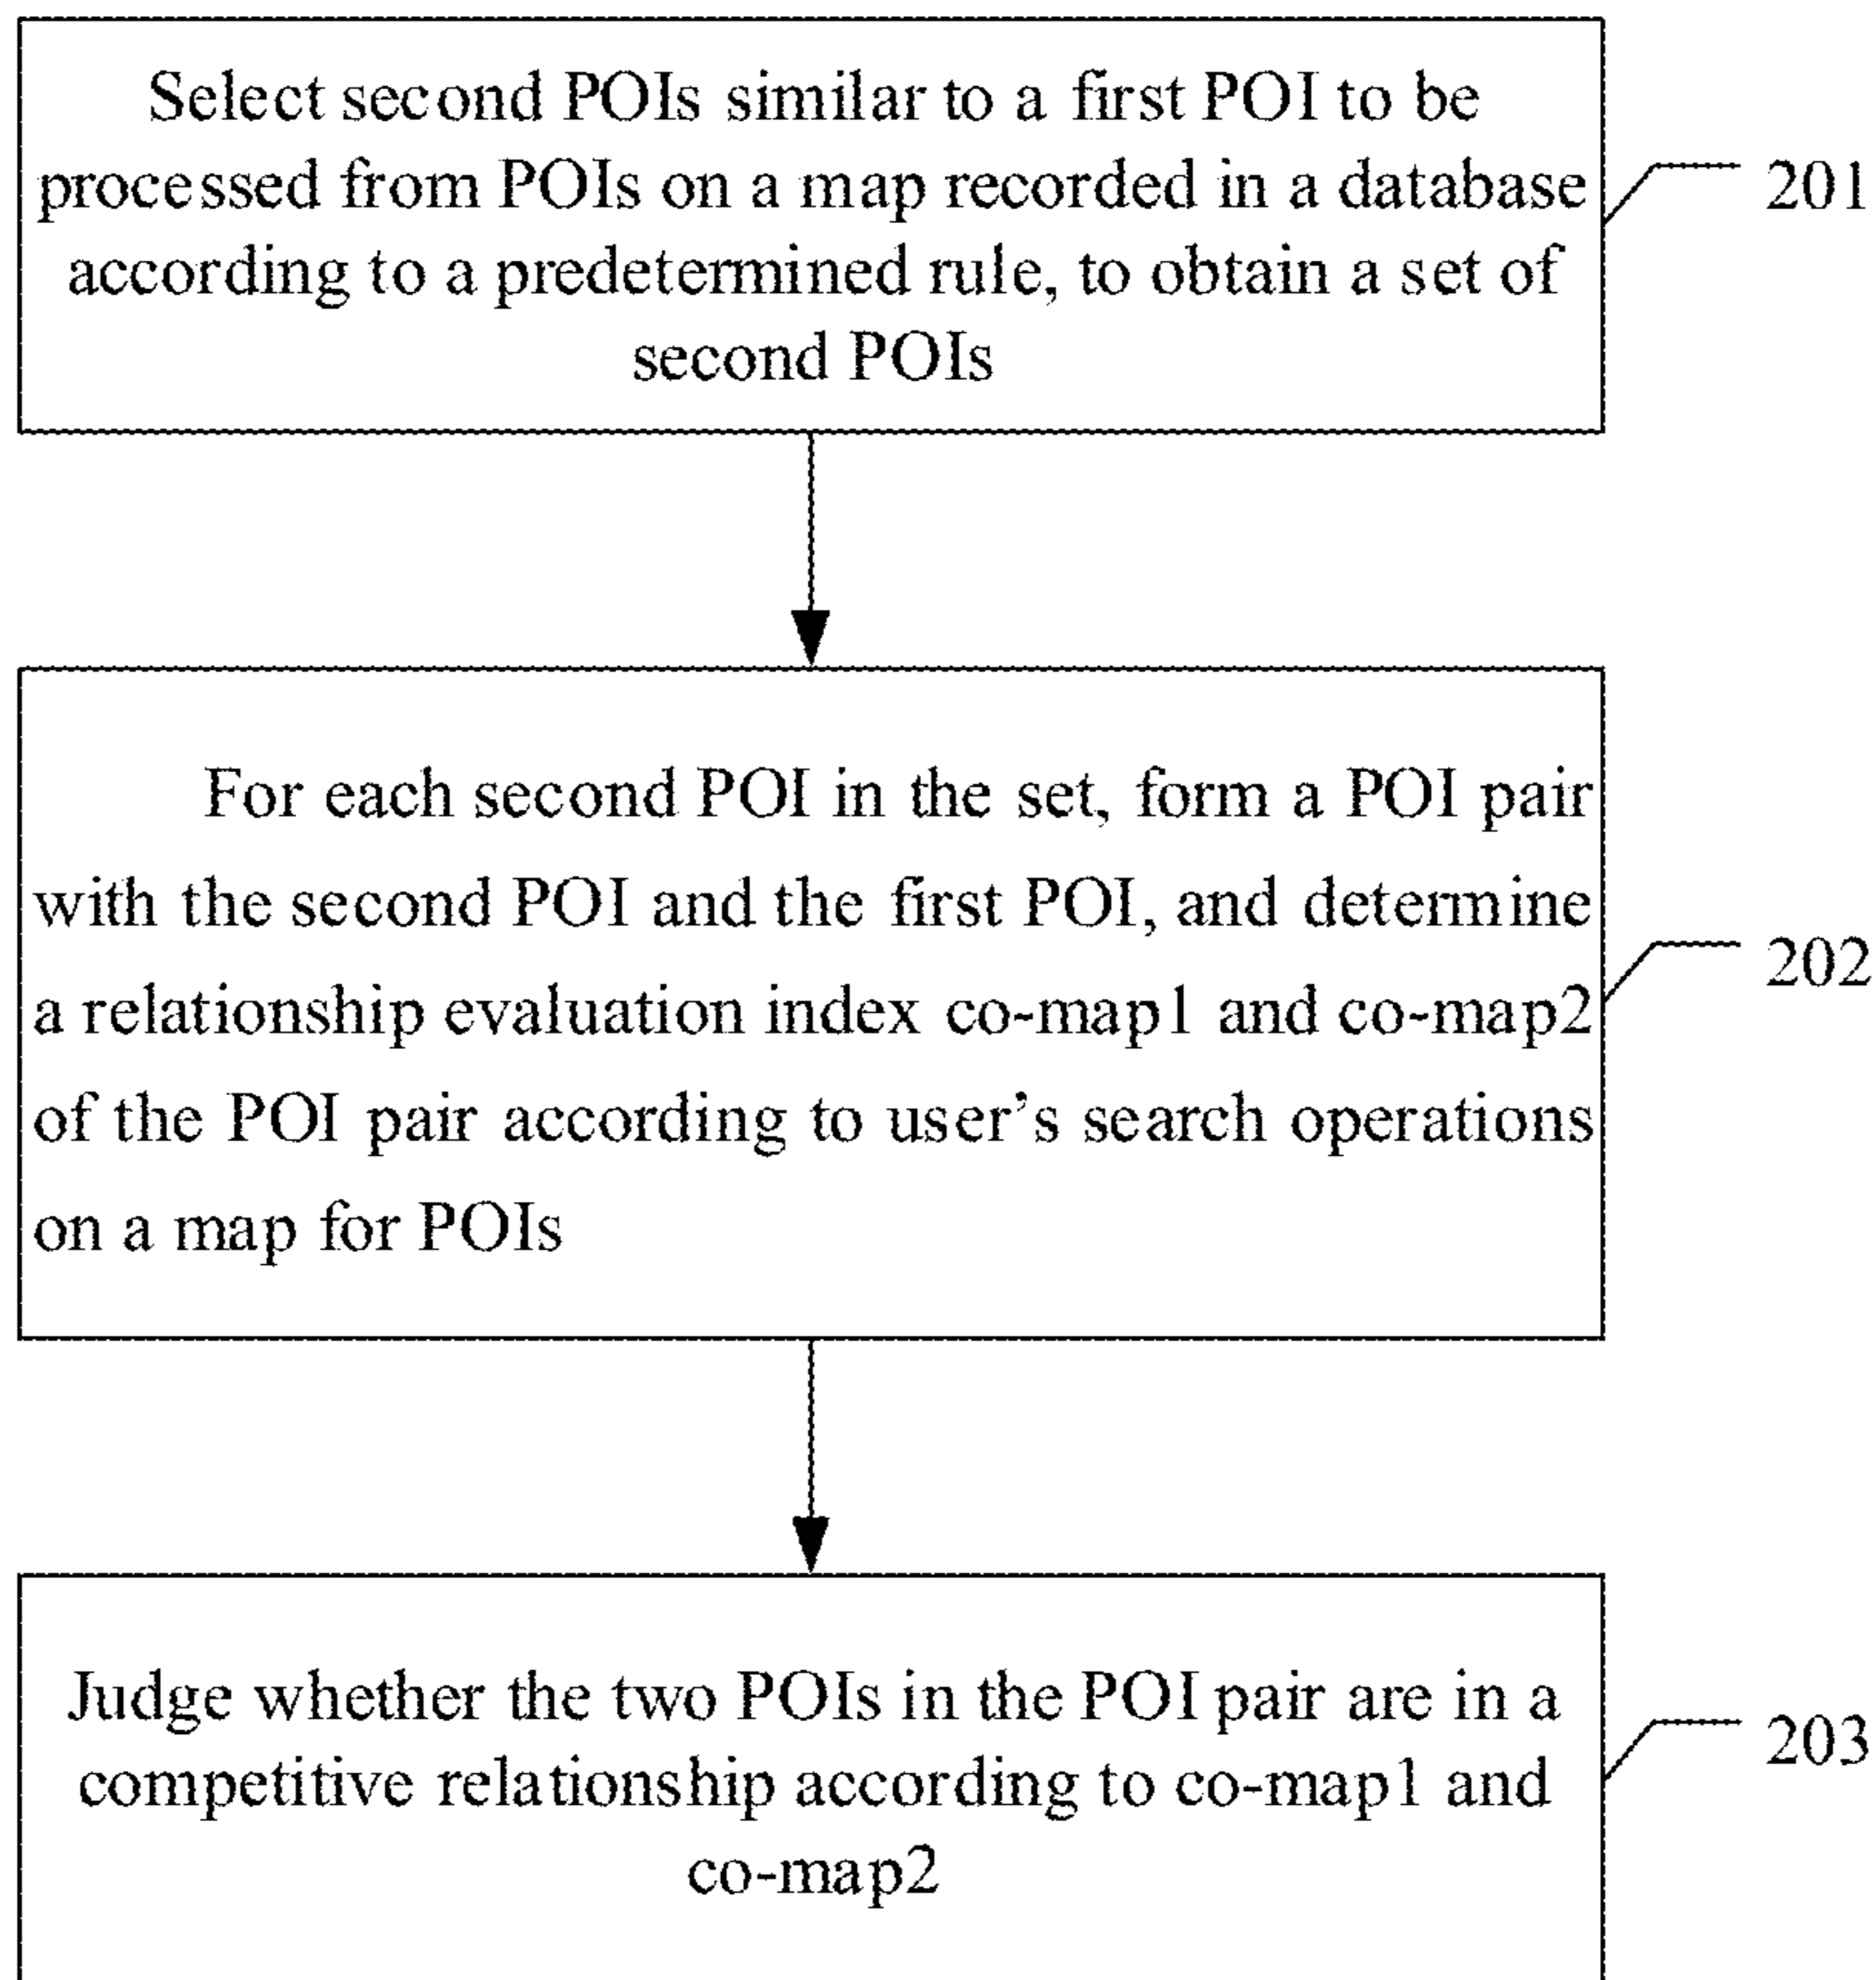 Select second POIs similar to a first POI to be
processed from POIs on a map recorded in a database
according to a predetermined rule, to obtain a set of
second POIs
201
For each second POI in the set, form a POI pair
with the second POI and the first POI, and determine
a relationship evaluation index co-map1 and co-map2
of the POI pair according to user’s search operations
on a map for POIs
202
Judge whether the two POIs in the POI pair are in a
competitive relationship according to co-map1 and
co-map2
203